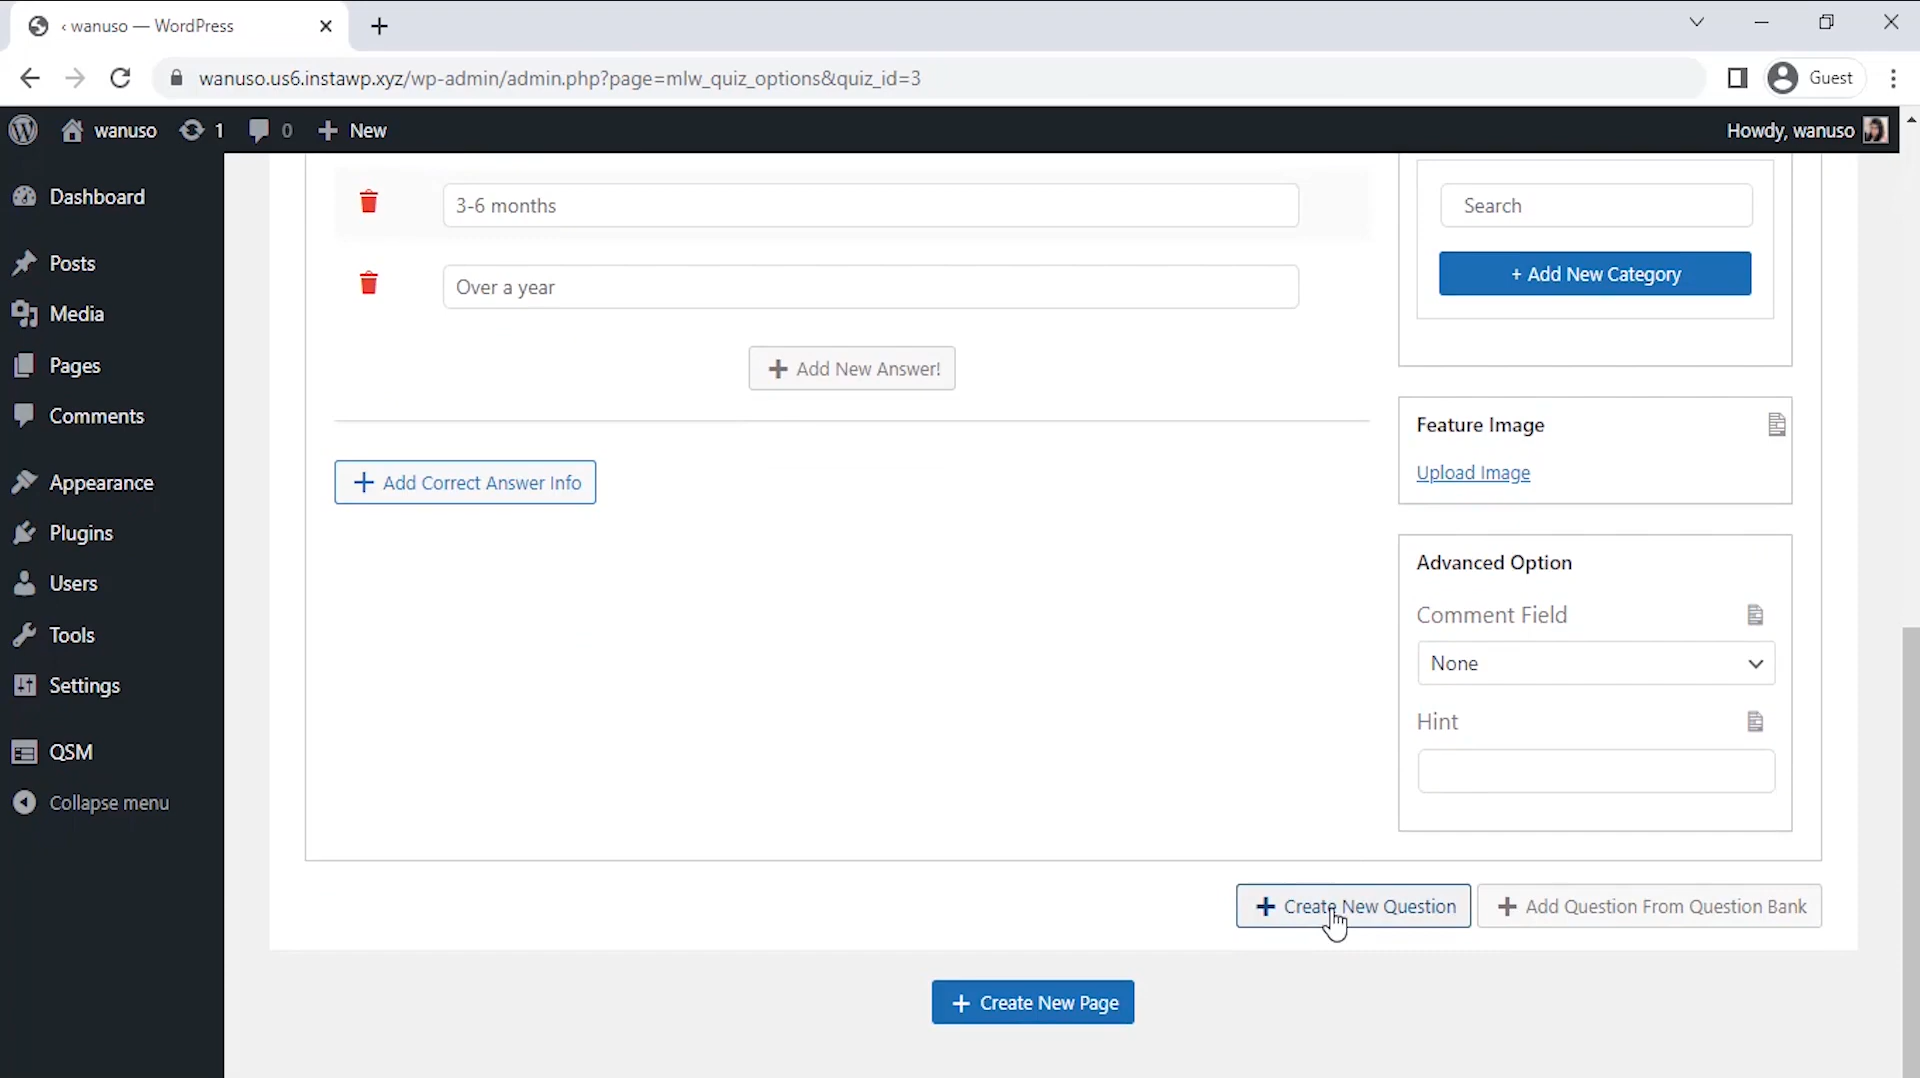 ‹ wanuso — WordPress
wanuso.us6.instawp.xyz/wp-admin/admin.php?page=mlw_quiz_options&quiz_id=3
Guest
wanuso
1
0
New
Howdy, wanuso
Dashboard
Posts
Media
Pages
Comments
Appearance
Plugins
Users
Tools
Settings
QSM
Collapse menu
3-6 months
Over a year
Add New Answer!
Add Correct Answer Info
Search
+ Add New Category
Feature Image
Upload Image
Advanced Option
Comment Field
None
Hint
Create New Question
Add Question From Question Bank
Create New Page